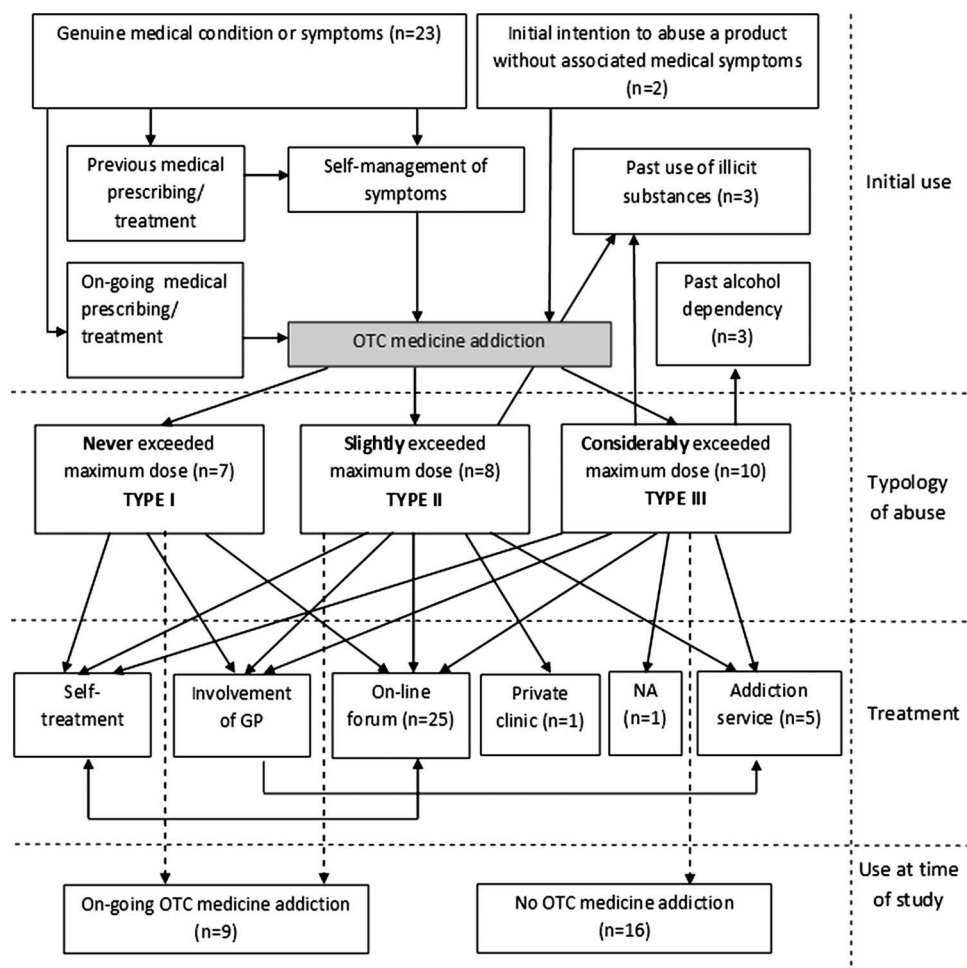 Genuine medical condition or symptoms (n=23)
Initial intention to abuse a product
without associated medical symptoms
(n=2)
Previous medical
prescribing/
treatment
Self-management of
symptoms
Past use of illicit
substances (n=3)
Initial use
On-going medical
prescribing/
treatment
Past alcohol
dependency
(n=3)
OTC medicine addiction
Never exceeded
maximum dose (n=7)
TYPE I
Slightly exceeded
maximum dose (n=8)
TYPE II
Considerably exceeded
maximum dose (n=10)
TYPE III
Typology
of abuse
Self-
treatment
Involvement
of GP
On-line
forum (n=25)
Private
clinic (n=1)
NA
(n=1)
Addiction
service (n=5)
Treatment
On-going OTC medicine addiction
(n=9)
No OTC medicine addiction
(n=16)
Use at time
of study